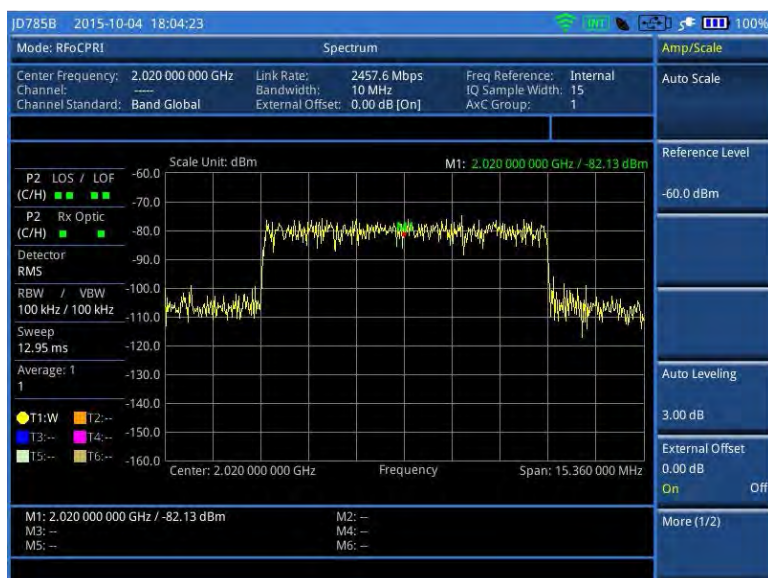 JD785B 2015-10-04 18:04:23 INT 100%
Mode: RFoCPRI Spectrum Amp/Scale
Center Frequency: 2.020 000 000 GHz Link Rate: 2457.6 Mbps Freq Reference: Internal
Channel: ----- Bandwidth: 10 MHz IQ Sample Width: 15
Channel Standard: Band Global External Offset: 0.00 dB [On] AxC Group: 1
Auto Scale
Scale Unit: dBm M1: 2.020 000 000 GHz / -82.13 dBm
Reference Level
-60.0 dBm
P2 LOS / LOF
(C/H)
P2 Rx Optic
(C/H)
Detector
RMS
RBW / VBW
100 kHz / 100 kHz
Sweep
12.95 ms
Average: 1
1
T1:W T2:--
T3:-- T4:--
T5:-- T6:--
-60.0
-70.0
-80.0
-90.0
-100.0
-110.0
-120.0
-130.0
-140.0
-150.0
-160.0
Center: 2.020 000 000 GHz Frequency Span: 15.360 000 MHz
Auto Leveling
3.00 dB
External Offset
0.00 dB
On Off
More (1/2)
M1: 2.020 000 000 GHz / -82.13 dBm M2: --
M3: -- M4: --
M5: -- M6: --